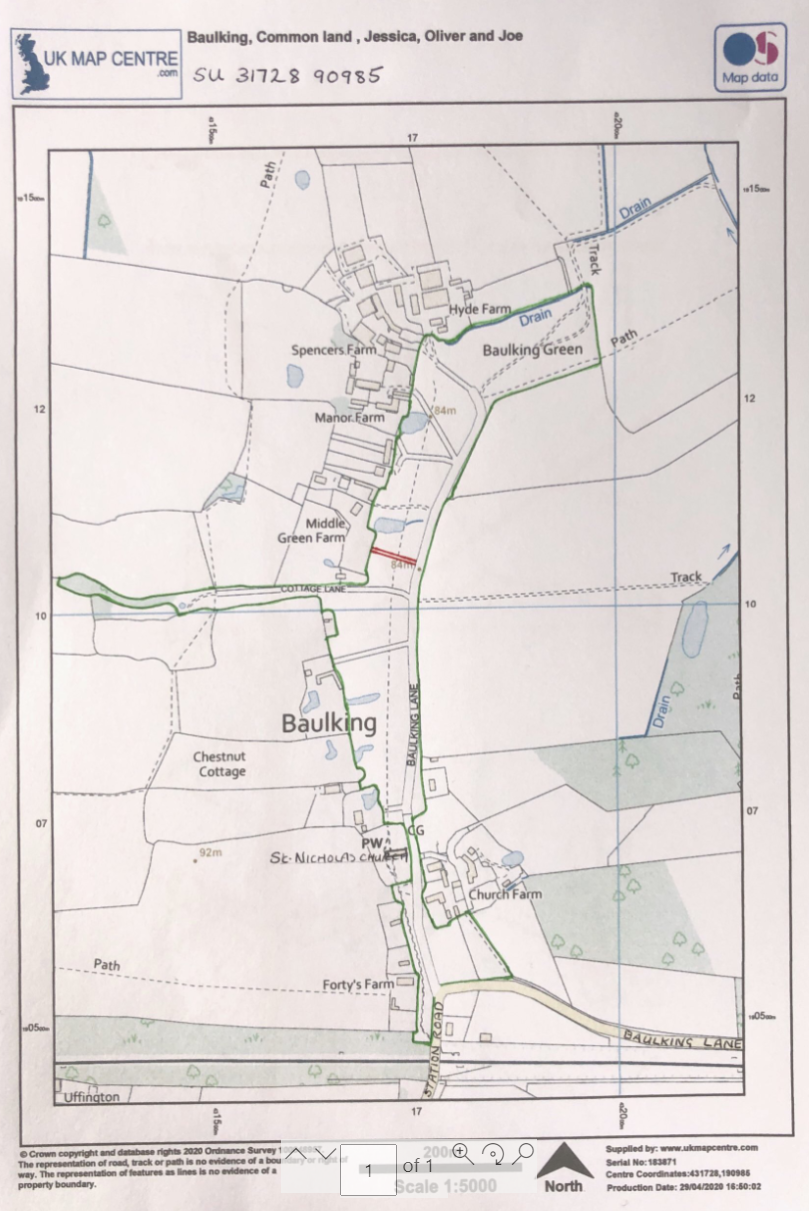 UK MAP CENTRE
.com
Baulking, Common land , Jessica, Oliver and Joe
SU 31728 90985
OS
Map data
17
Path
Drain
Track
Hyde Farm
Drain
Spencers Farm
Baulking Green
Path
12
12
84m
Manor Farm
Middle
Green Farm
84m
Track
COTTAGE LANE
10
10
Path
BAULKING LANE
Drain
Baulking
Chestnut
Cottage
07
07
CG
PW
92m
St. NICHOLAS CHURCH
Church Farm
Path
Forty's Farm
STATION ROAD
BAULKING LANE
Uffington
17
© Crown copyright and database rights 2020 Ordnance Survey
The representation of road, track or path is no evidence of a boundary or right of
way. The representation of features as lines is no evidence of a
property boundary.
1 of 1
Scale 1:5000
North
Supplied by: www.ukmapcentre.com
Serial No: 183871
Centre Coordinates: 431728,190985
Production Date: 29/04/2020 16:50:02